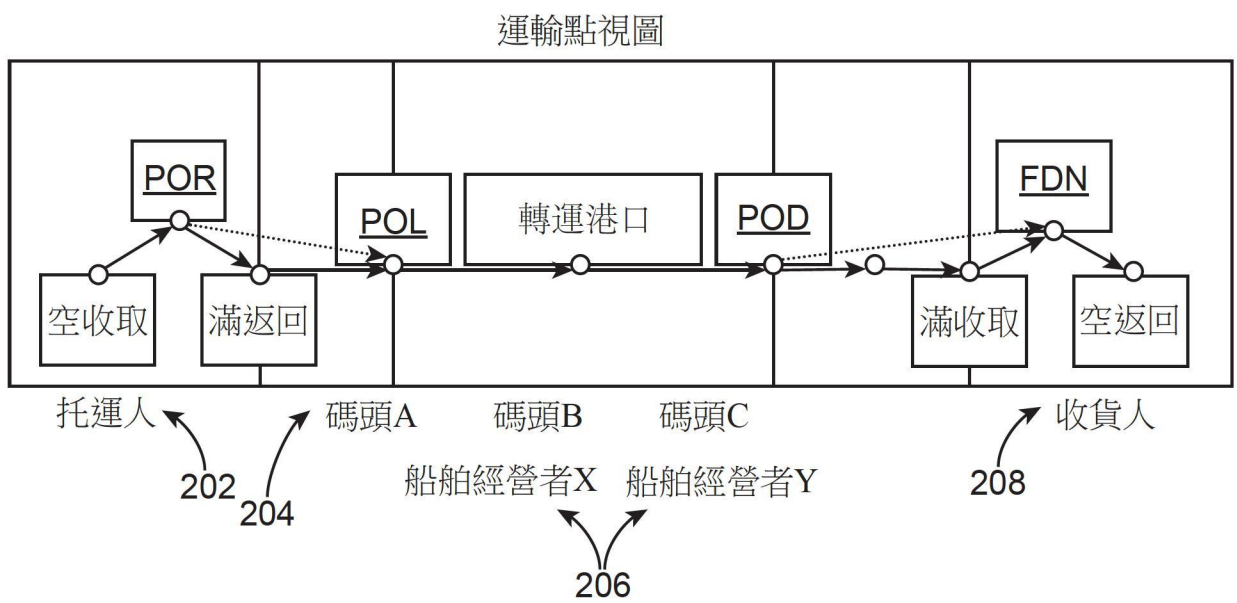 運輸點視圖
POR
FDN
POL
轉運港口
POD
空收取
滿返回
滿收取
空返回
托運人
碼頭A
碼頭B
碼頭C
收貨人
202
204
船舶經營者X
船舶經營者Y
208
206